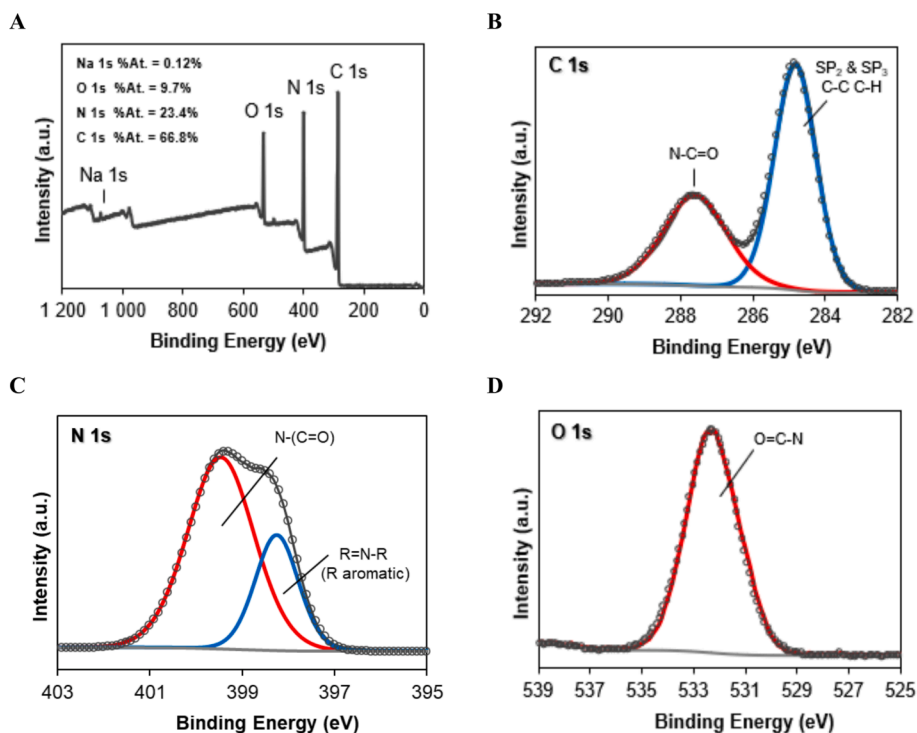 A
Na 1s %At. = 0.12%
O 1s %At. = 9.7%
N 1s %At. = 23.4%
C 1s %At. = 66.8%
C 1s
N 1s
O 1s
Na 1s
Intensity (a.u.)
1 200 1 000 800 600 400 200 0
Binding Energy (eV)
B
C 1s
SP2 & SP3
C-C C-H
N-C=O
Intensity (a.u.)
292 290 288 286 284 282
Binding Energy (eV)
C
N 1s
N-(C=O)
R=N-R
(R aromatic)
Intensity (a.u.)
403 401 399 397 395
Binding Energy (eV)
D
O 1s
O=C-N
Intensity (a.u.)
539 537 535 533 531 529 527 525
Binding Energy (eV)